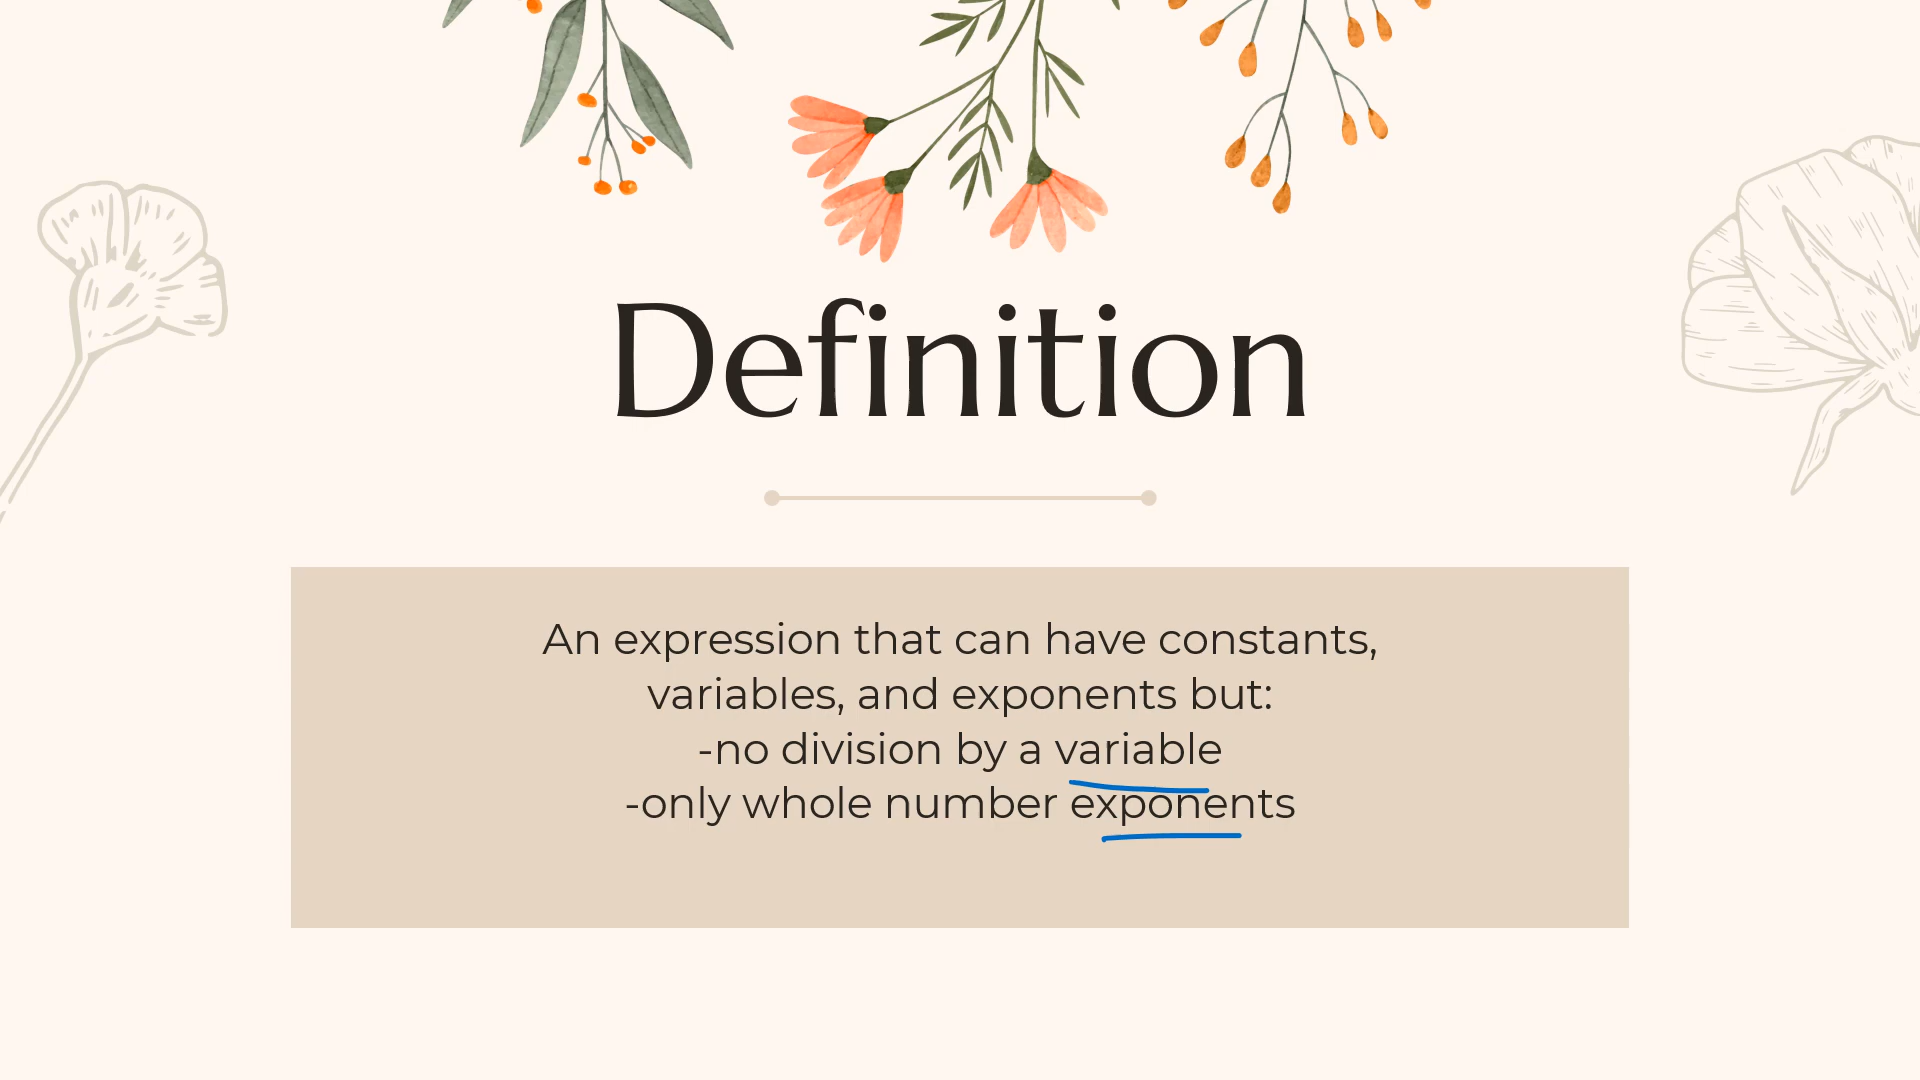 Definition
An expression that can have constants,
variables, and exponents but:
-no division by a variable
-only whole number exponents